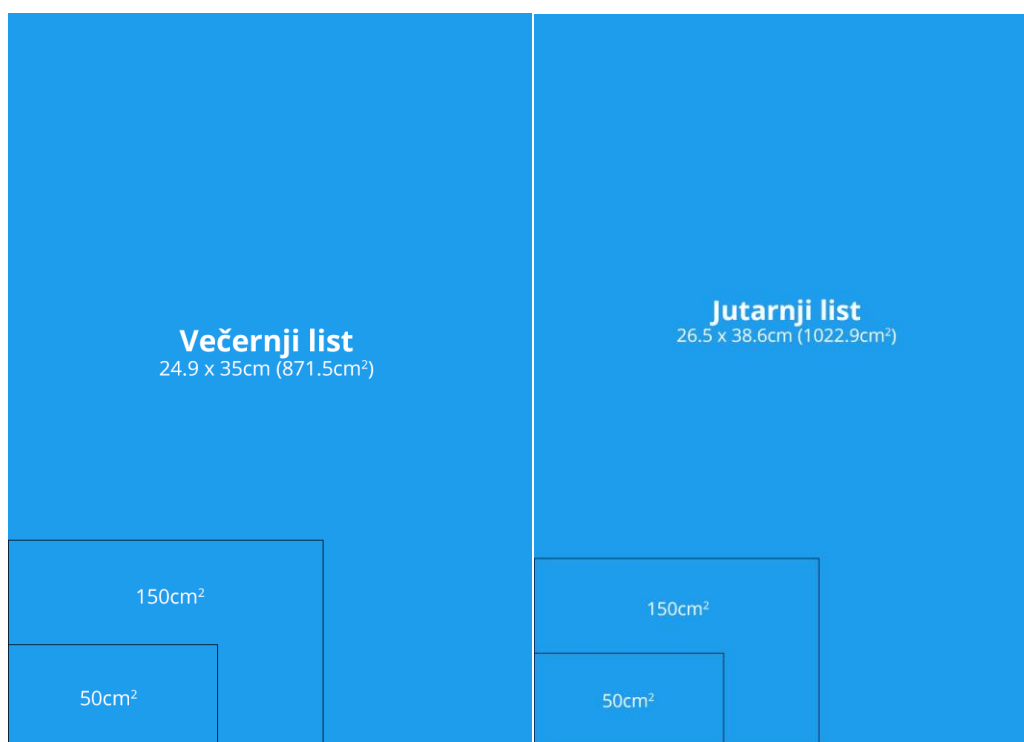 Večernji list
24.9 x 35cm (871.5cm²)
150cm²
50cm²
Jutarnji list
26.5 x 38.6cm (1022.9cm²)
150cm²
50cm²